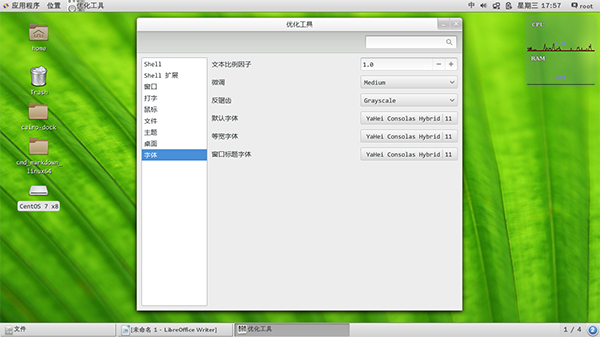 应用程序 位置 优化工具 中 星期三 17:57 root
优化工具
CPU
RAM
home
Trash
cairo-dock
cmd_markdown_
linux64
CentOS 7 x8
Shell
Shell 扩展
窗口
打字
鼠标
文件
主题
桌面
字体
文本比例因子 1.0 − +
微调 Medium
反锯齿 Grayscale
默认字体 YaHei Consolas Hybrid 11
等宽字体 YaHei Consolas Hybrid 11
窗口标题字体 YaHei Consolas Hybrid 11
文件 [未命名 1 - LibreOffice Writer] 优化工具 1 / 4 2